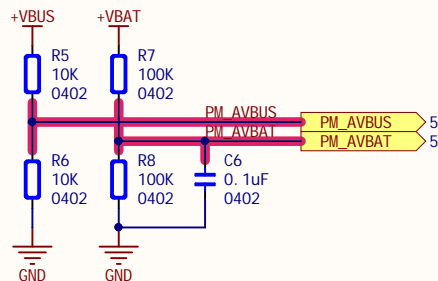 +VBUS
+VBAT
R5
10K
0402
R7
100K
0402
PM_AVBUS
PM_AVBUS
5
PM_AVBAT
PM_AVBAT
5
R6
10K
0402
R8
100K
0402
C6
0.1uF
0402
GND
GND